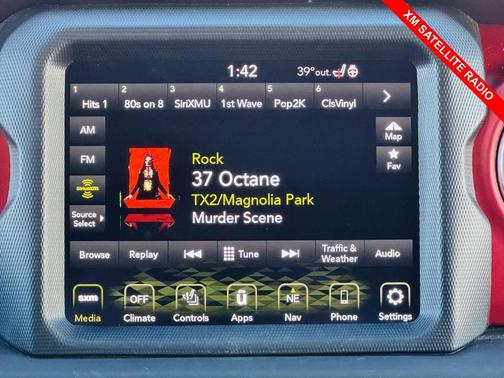 XM SATELLITE RADIO
1:42 39°out.
1 2 3 4 5 6
Hits 1 80s on 8 SiriXMU 1st Wave Pop2K ClsVinyl
AM
Map
FM
Rock
Fav
37 Octane
SiriusXM
TX2/Magnolia Park
Source
Select
Murder Scene
Browse Replay Tune Traffic & Weather Audio
sxm OFF NE
Media Climate Controls Apps Nav Phone Settings